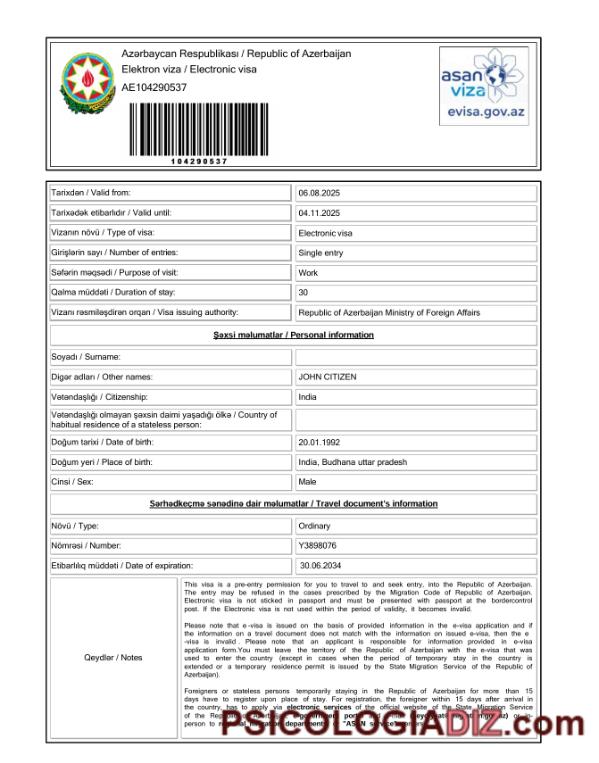 Azərbaycan Respublikası / Republic of Azerbaijan
Elektron viza / Electronic visa
AE104290537
104290537
asan
viza
evisa.gov.az
Tarixdən / Valid from: 06.08.2025
Tarixədək etibarlıdır / Valid until: 04.11.2025
Vizanın növü / Type of visa: Electronic visa
Girişlərin sayı / Number of entries: Single entry
Səfərin məqsədi / Purpose of visit: Work
Qalma müddəti / Duration of stay: 30
Vizanı rəsmiləşdirən orqan / Visa issuing authority: Republic of Azerbaijan Ministry of Foreign Affairs
Şəxsi məlumatlar / Personal information
Soyadı / Surname:
Digər adları / Other names: JOHN CITIZEN
Vətəndaşlığı / Citizenship: India
Vətəndaşlığı olmayan şəxsin daimi yaşadığı ölkə / Country of
habitual residence of a stateless person:
Doğum tarixi / Date of birth: 20.01.1992
Doğum yeri / Place of birth: India, Budhana uttar pradesh
Cinsi / Sex: Male
Sərhədkeçmə sənədinə dair məlumatlar / Travel document's information
Növü / Type: Ordinary
Nömrəsi / Number: Y3898076
Etibarlılıq müddəti / Date of expiration: 30.06.2034
Qeydlər / Notes
This visa is a pre-entry permission for you to travel to and seek entry, into the Republic of Azerbaijan.
The entry may be refused in the cases prescribed by the Migration Code of Republic of Azerbaijan.
Electronic visa is not sticked in passport and must be presented with passport at the bordercontrol
post. If the Electronic visa is not used within the period of validity, it becomes invalid.
Please note that e -visa is issued on the basis of provided information in the e-visa application and if
the information on a travel document does not match with the information on issued e-visa, then the e
-visa is invalid . Please note that an applicant is responsible for information provided in e-visa
application form.You must leave the territory of the Republic of Azerbaijan with the e-visa that was
used to enter the country (except in cases when the period of temporary stay in the country is
extended or a temporary residence permit is issued by the State Migration Service of the Republic of
Azerbaijan).
Foreigners or stateless persons temporarily staying in the Republic of Azerbaijan for more than 15
days have to register upon place of stay. For registration, the foreigner within 15 days after arrival in
the country, has to apply via electronic services of the official website of the State Migration Service
of the
person to
PSICOLOGIADIZ.com